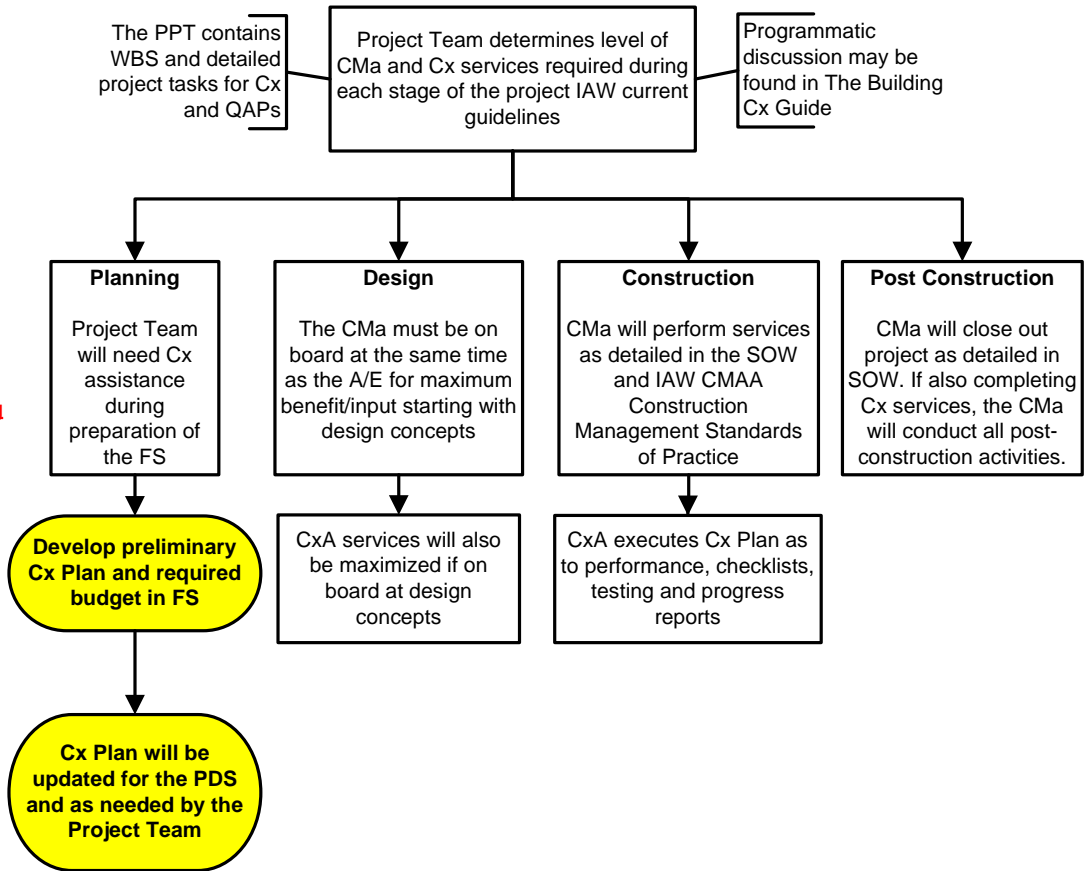 The PPT contains
WBS and detailed
project tasks for Cx
and QAPs
Project Team determines level of
CMa and Cx services required during
each stage of the project IAW current
guidelines
Programmatic
discussion may be
found in The Building
Cx Guide
Planning
Project Team
will need Cx
assistance
during
preparation of
the FS
Develop preliminary
Cx Plan and required
budget in FS
Cx Plan will be
updated for the PDS
and as needed by the
Project Team
Design
The CMa must be on
board at the same time
as the A/E for maximum
benefit/input starting with
design concepts
CxA services will also
be maximized if on
board at design
concepts
Construction
CMa will perform services
as detailed in the SOW
and IAW CMAA
Construction
Management Standards
of Practice
CxA executes Cx Plan as
to performance, checklists,
testing and progress
reports
Post Construction
CMa will close out
project as detailed in
SOW. If also completing
Cx services, the CMa
will conduct all post-
construction activities.